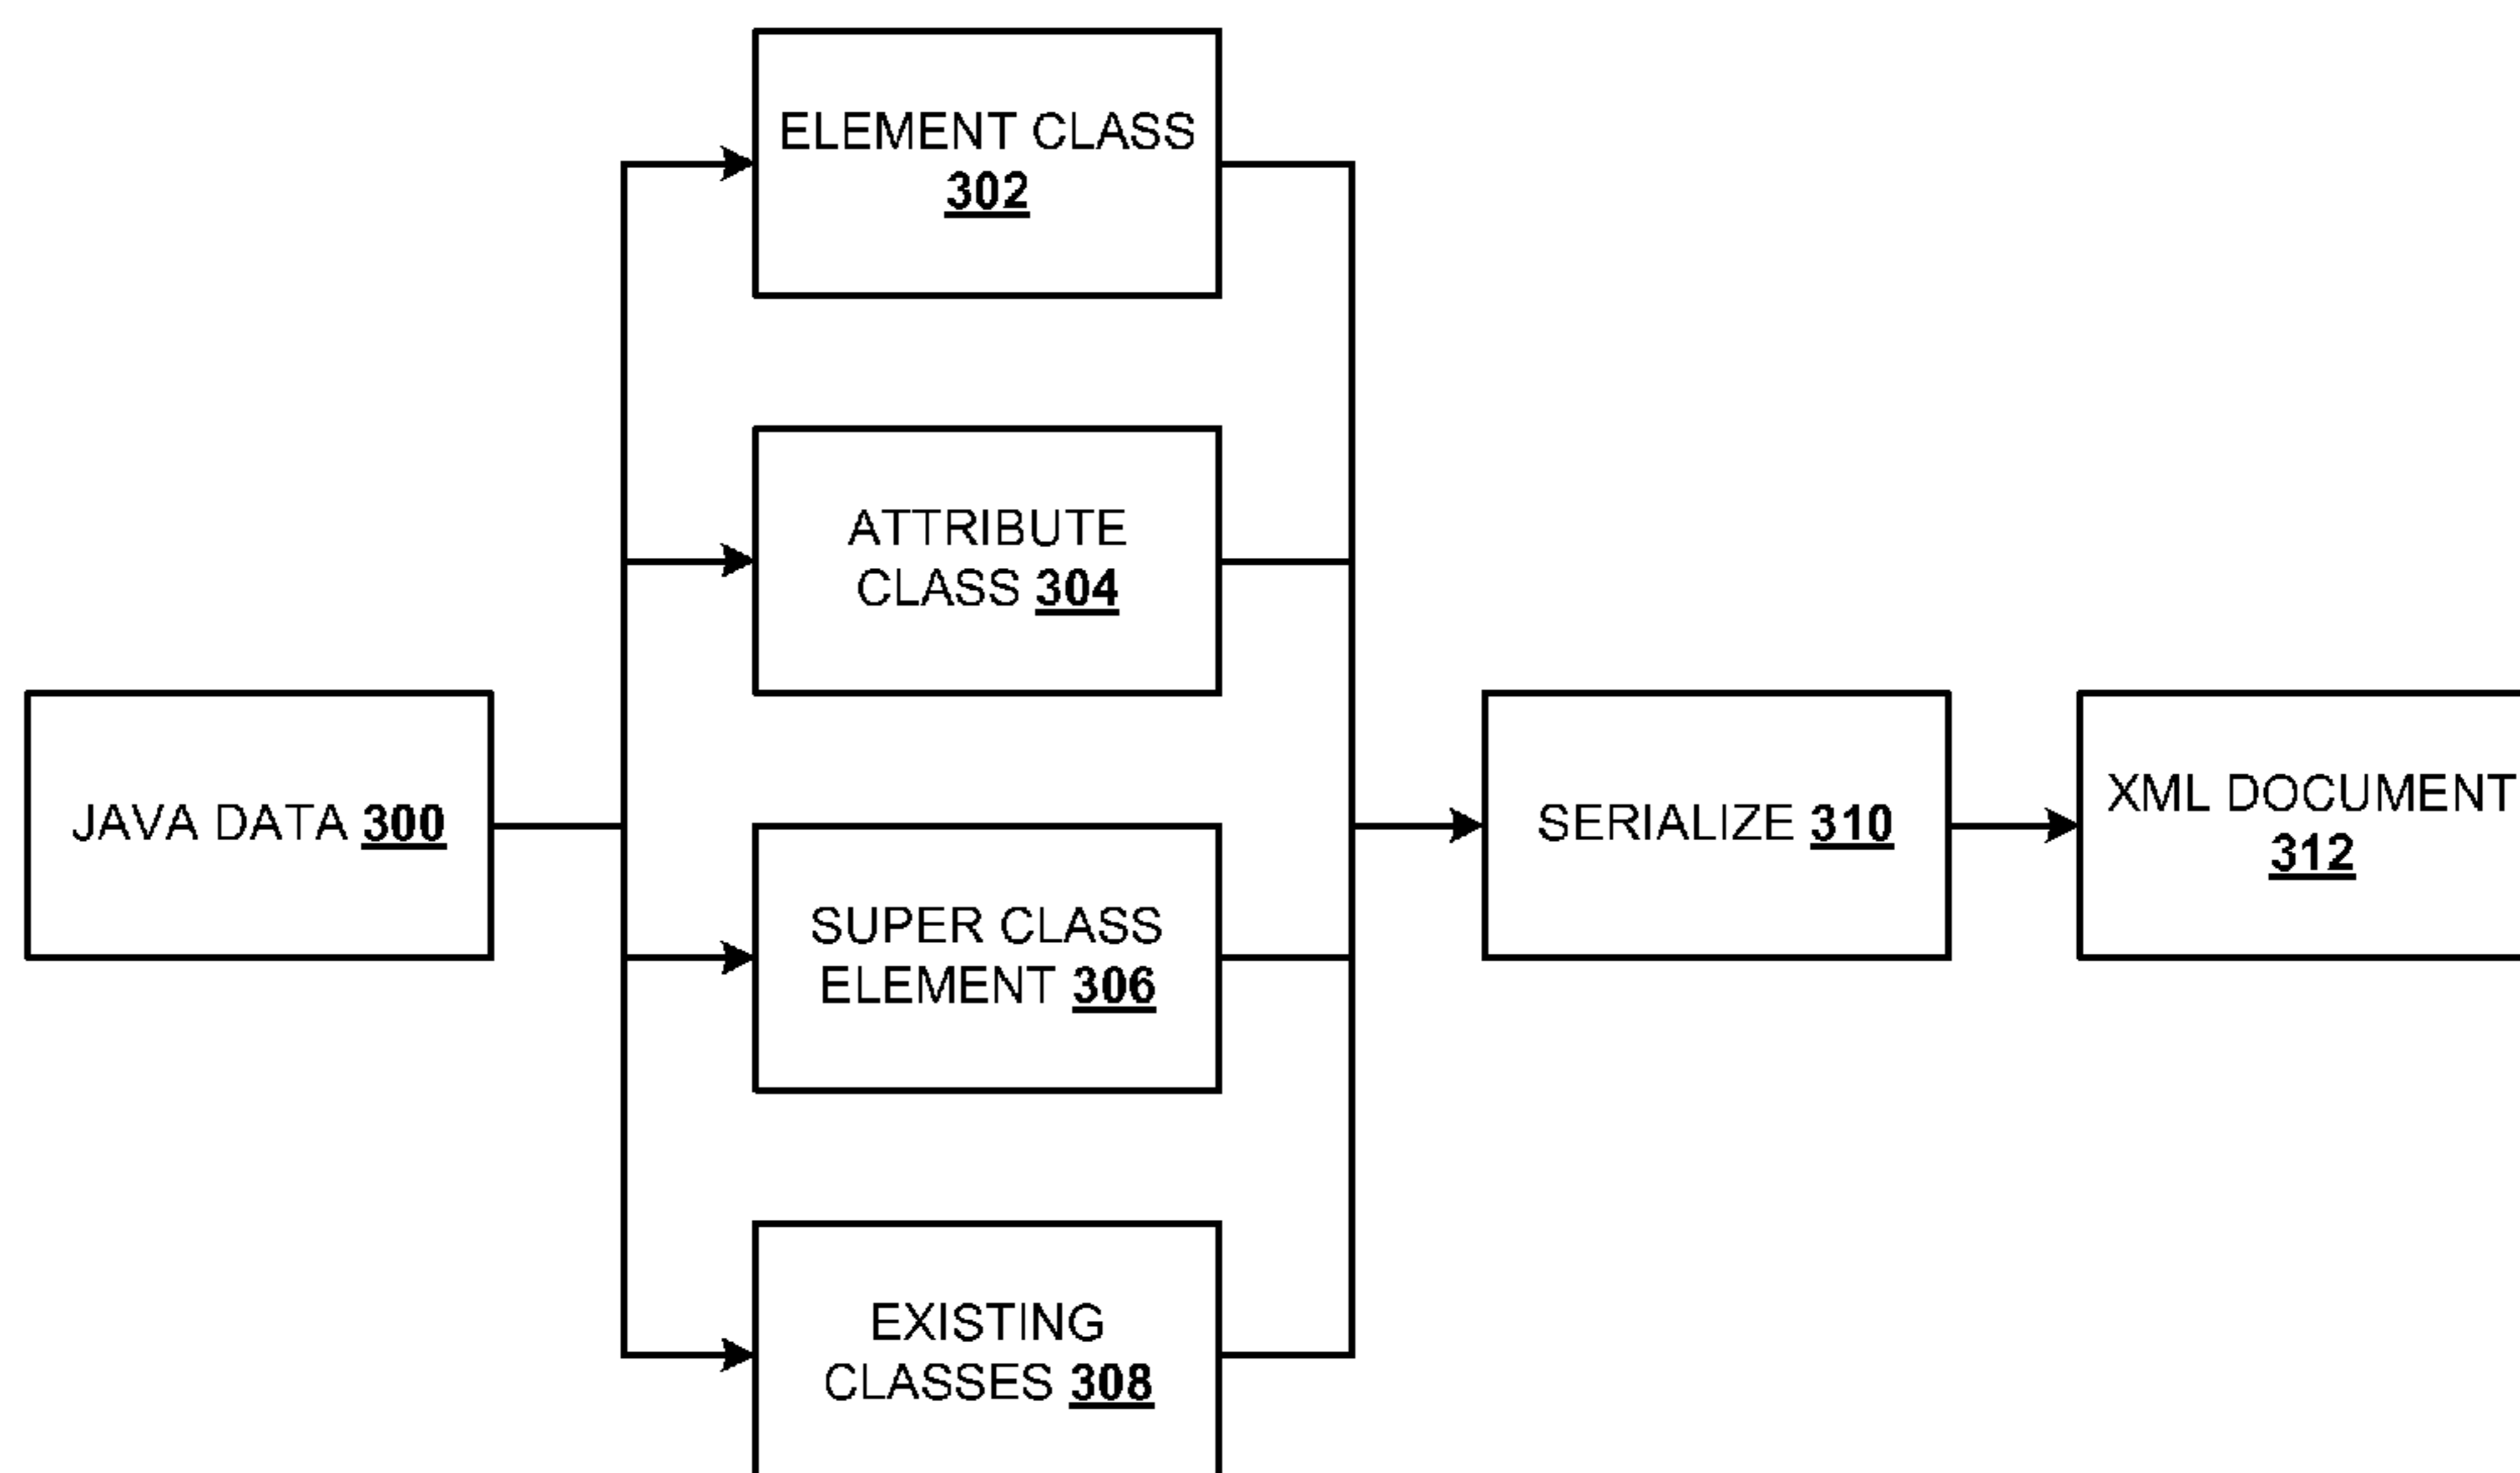 ELEMENT CLASS
302
ATTRIBUTE
CLASS 304
JAVA DATA 300
SUPER CLASS
ELEMENT 306
EXISTING
CLASSES 308
SERIALIZE 310
XML DOCUMENT
312